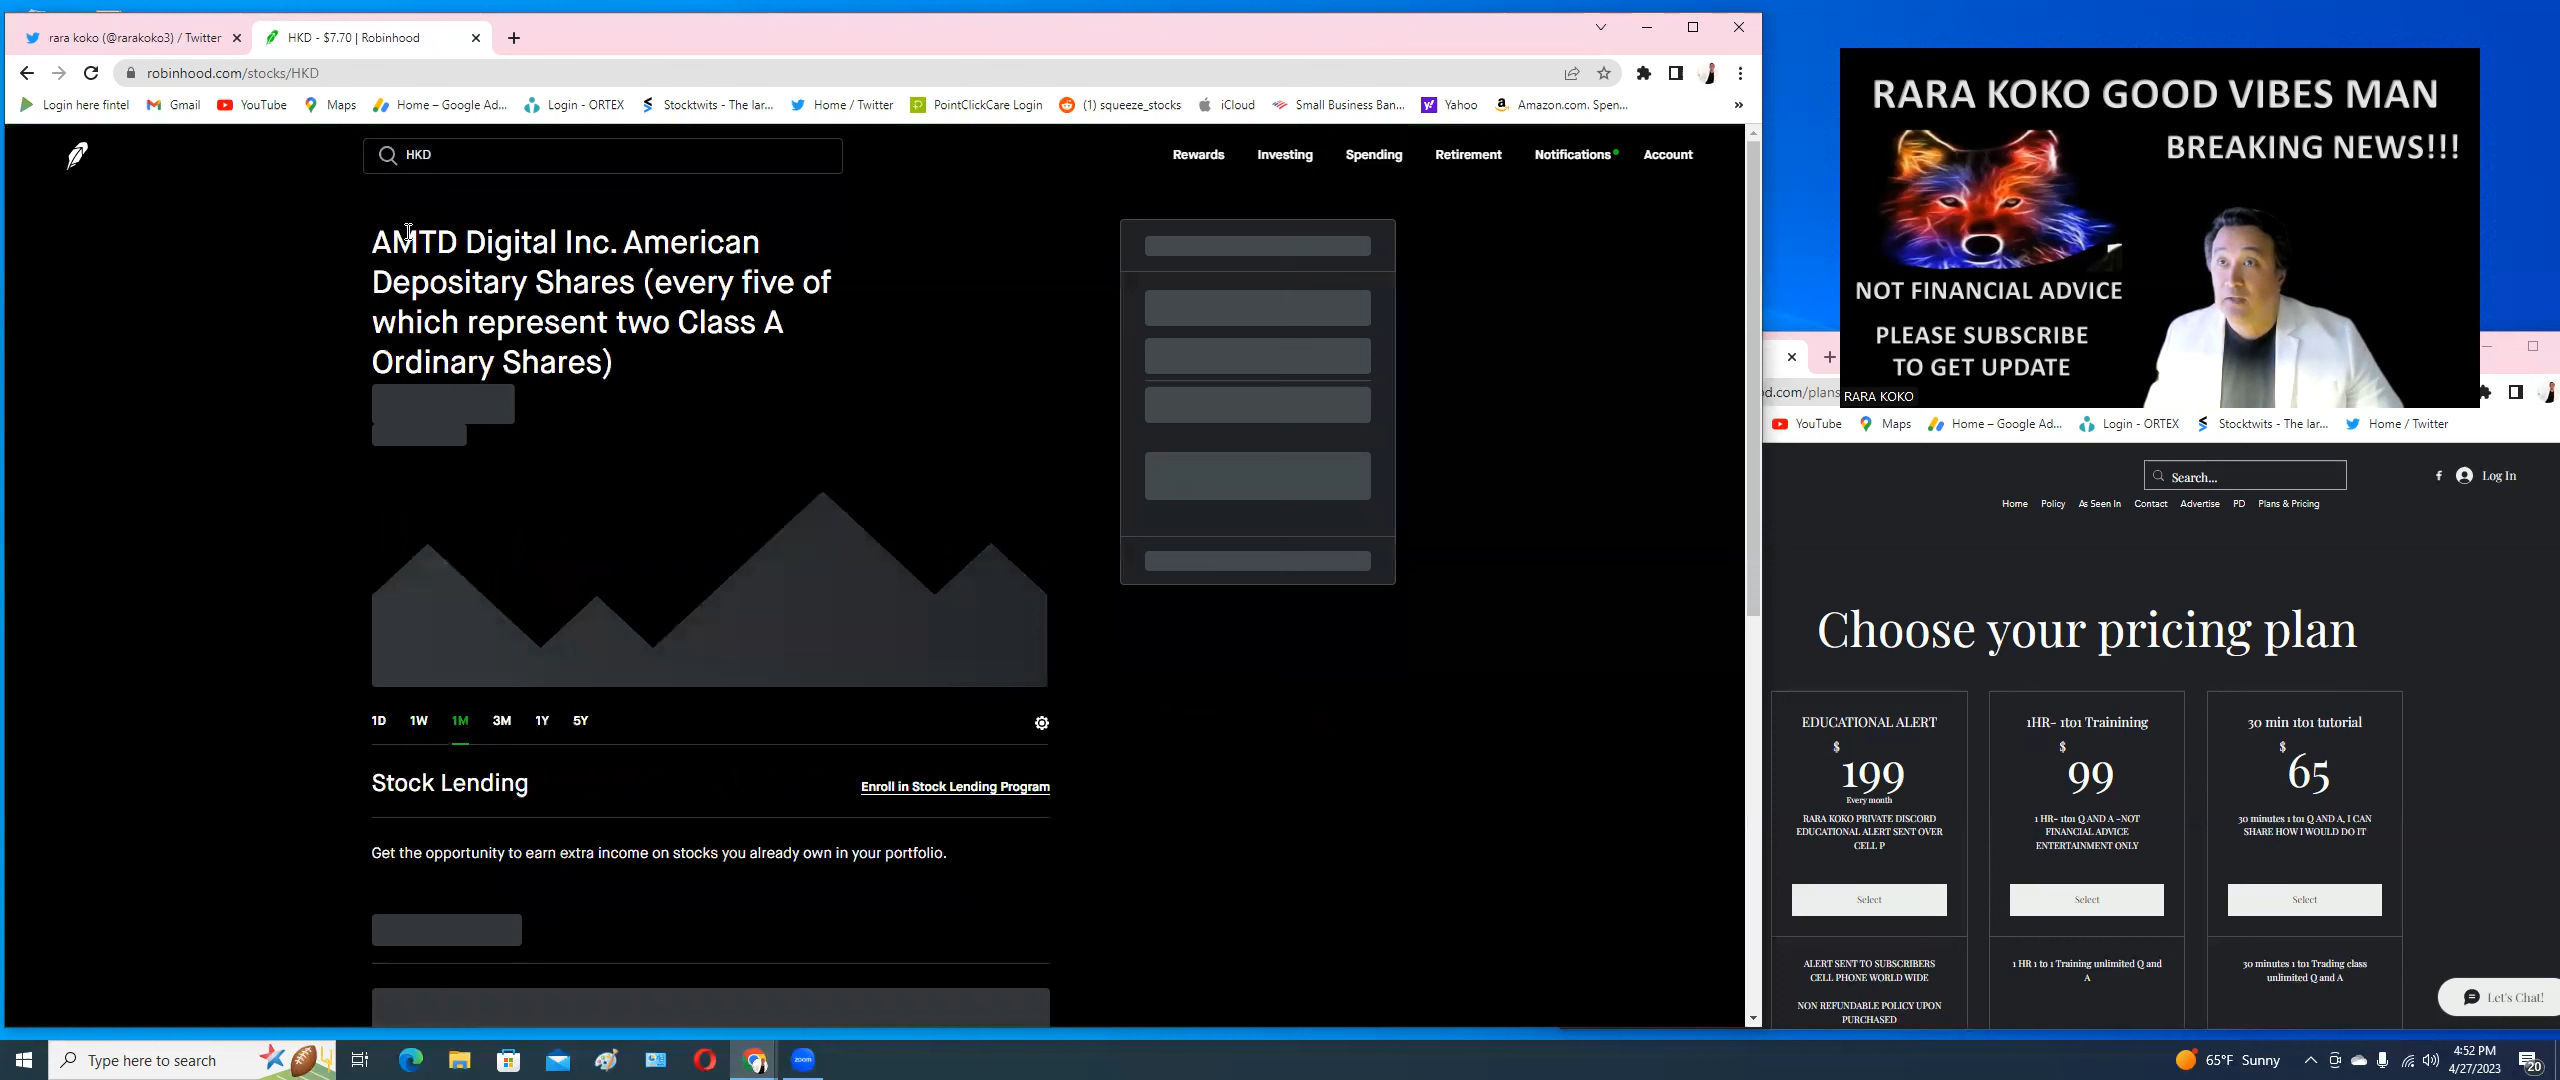 rara koko (@rarakoko3) / Twitter
HKD - $7.70 | Robinhood
robinhood.com/stocks/HKD
Login here fintel
Gmail
YouTube
Maps
Home – Google Ad...
Login - ORTEX
Stocktwits - The lar...
Home / Twitter
PointClickCare Login
(1) squeeze_stocks
iCloud
Small Business Ban...
Yahoo
Amazon.com. Spen...
»
HKD
Rewards
Investing
Spending
Retirement
Notifications
Account
AMTD Digital Inc. American
Depositary Shares (every five of
which represent two Class A
Ordinary Shares)
1D 1W 1M 3M 1Y 5Y
Stock Lending
Enroll in Stock Lending Program
Get the opportunity to earn extra income on stocks you already own in your portfolio.
RARA KOKO GOOD VIBES MAN
BREAKING NEWS!!!
NOT FINANCIAL ADVICE
PLEASE SUBSCRIBE
TO GET UPDATE
RARA KOKO
d.com/plans
YouTube
Maps
Home – Google Ad...
Login - ORTEX
Stocktwits - The lar...
Home / Twitter
Search...
f
Log In
Home
Policy
As Seen In
Contact
Advertise
PD
Plans & Pricing
Choose your pricing plan
EDUCATIONAL ALERT
$
199
Every month
RARA KOKO PRIVATE DISCORD
EDUCATIONAL ALERT SENT OVER
CELL P
Select
ALERT SENT TO SUBSCRIBERS
CELL PHONE WORLD WIDE
NON REFUNDABLE POLICY UPON
PURCHASED
1HR- 1to1 Trainining
$
99
1 HR- 1to1 Q AND A -NOT
FINANCIAL ADVICE
ENTERTAINMENT ONLY
Select
1 HR 1 to 1 Training unlimited Q and
A
30 min 1to1 tutorial
$
65
30 minutes 1 to1 Q AND A, I CAN
SHARE HOW I WOULD DO IT
Select
30 minutes 1 to1 Trading class
unlimited Q and A
Let's Chat!
Type here to search
zoom
65°F Sunny
4:52 PM
4/27/2023
20